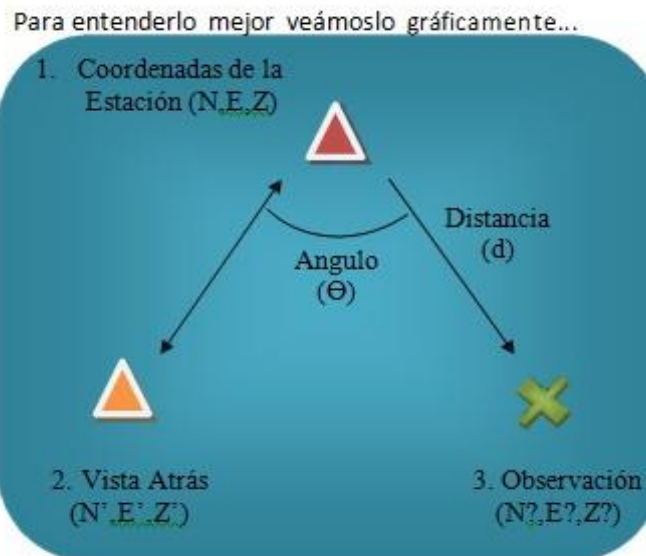 Para entenderlo mejor veámoslo gráficamente...
1. Coordenadas de la
Estación (N,E,Z)
Distancia
(d)
Angulo
(Ɵ)
2. Vista Atrás
(N’,E’,Z’)
3. Observación
(N?,E?,Z?)